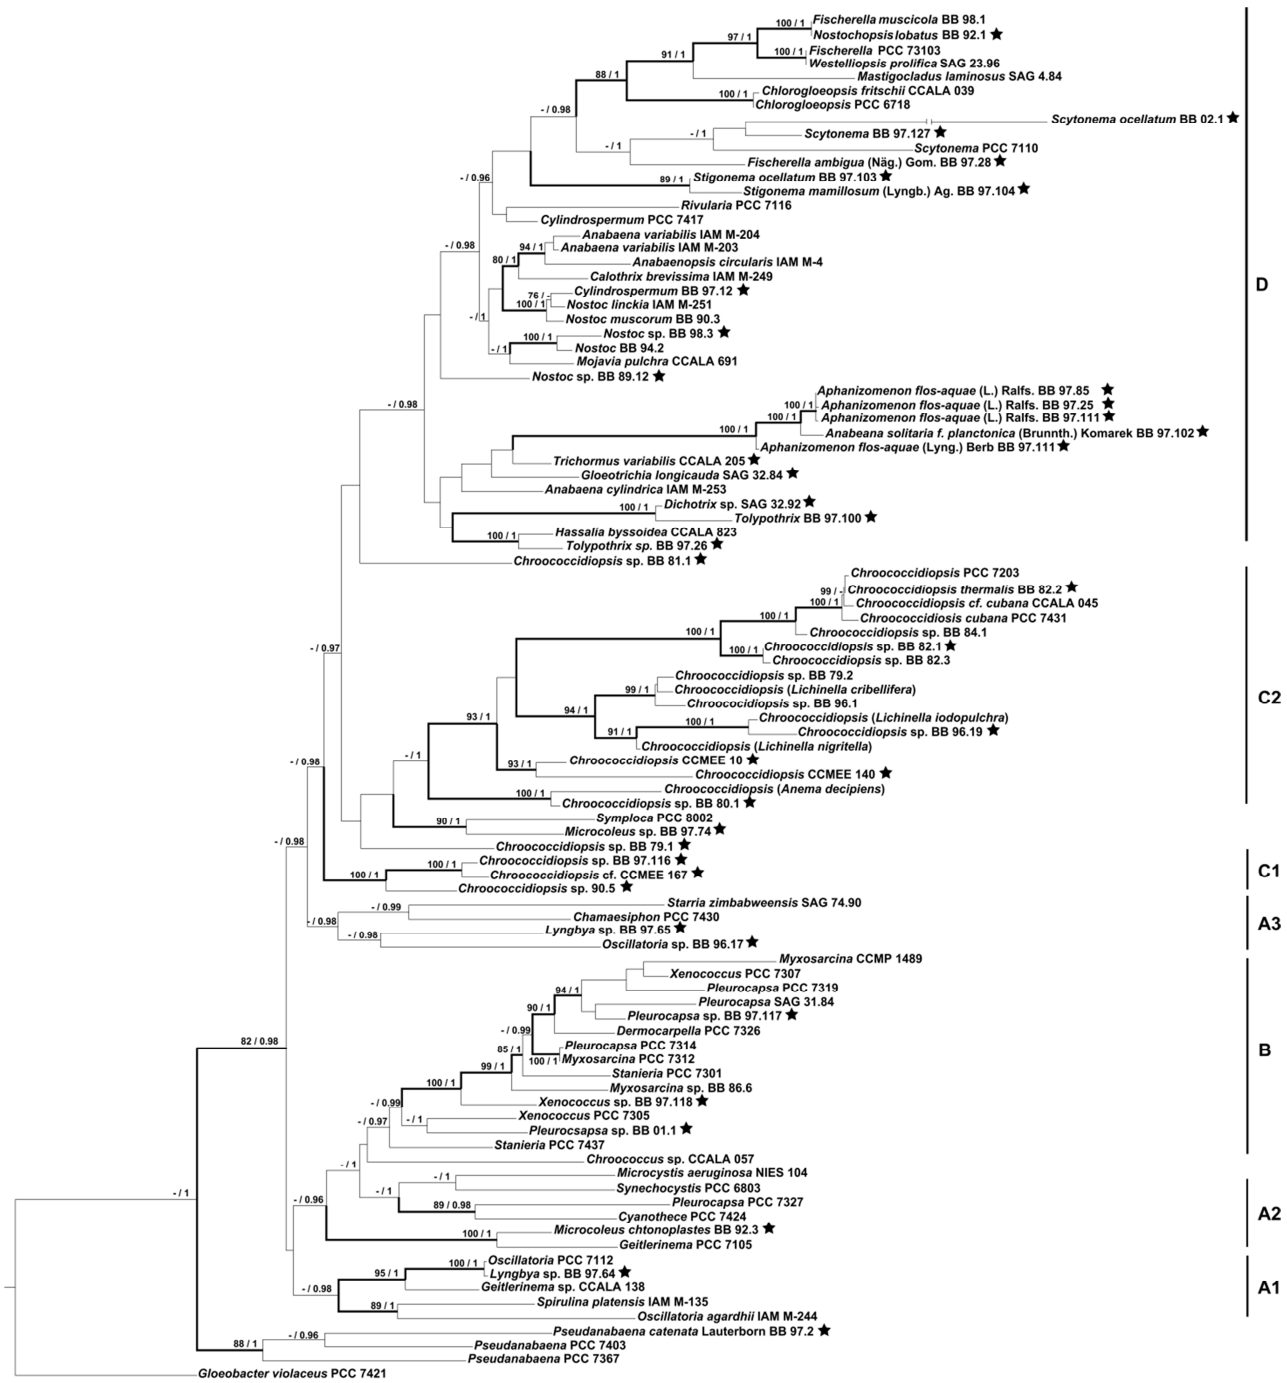 Fischerella muscicola BB 98.1
100 / 1
Nostochopsis lobatus BB 92.1 ★
97 / 1
Fischerella PCC 73103
100 / 1
91 / 1
Westelliopsis prolifica SAG 23.96
Mastigocladus laminosus SAG 4.84
88 / 1
Chlorogloeopsis fritschii CCALA 039
100 / 1
Chlorogloeopsis PCC 6718
- / 0.98
Scytonema ocellatum BB 02.1 ★
Scytonema BB 97.127 ★
- / 1
Scytonema PCC 7110
- / 1
Fischerella ambigua (Näg.) Gom. BB 97.28 ★
Stigonema ocellatum BB 97.103 ★
89 / 1
- / 0.96
Stigonema mamillosum (Lyngb.) Ag. BB 97.104 ★
Rivularia PCC 7116
Cylindrospermum PCC 7417
Anabaena variabilis IAM M-204
- / 0.98
94 / 1
Anabaena variabilis IAM M-203
80 / 1
Anabaenopsis circularis IAM M-4
Calothrix brevissima IAM M-249
D
Cylindrospermum BB 97.12 ★
76 / -
100 / 1
Nostoc linckia IAM M-251
- / 1
Nostoc muscorum BB 90.3
Nostoc sp. BB 98.3 ★
100 / 1
Nostoc BB 94.2
- / 1
Mojavia pulchra CCALA 691
Nostoc sp. BB 89.12 ★
Aphanizomenon flos-aquae (L.) Ralfs. BB 97.85 ★
- / 0.98
100 / 1
Aphanizomenon flos-aquae (L.) Ralfs. BB 97.25 ★
Aphanizomenon flos-aquae (L.) Ralfs. BB 97.111 ★
100 / 1
Anabeana solitaria f. planctonica (Brunnth.) Komarek BB 97.102 ★
100 / 1
Aphanizomenon flos-aquae (Lyng.) Berb BB 97.111 ★
Trichormus variabilis CCALA 205 ★
Gloeotrichia longicauda SAG 32.84 ★
Anabaena cylindrica IAM M-253
Dichotrix sp. SAG 32.92 ★
100 / 1
Tolypothrix BB 97.100 ★
Hassalia byssoidea CCALA 823
100 / 1
Tolypothrix sp. BB 97.26 ★
Chroococcidiopsis sp. BB 81.1 ★
Chroococcidiopsis PCC 7203
99 / -
Chroococcidiopsis thermalis BB 82.2 ★
100 / 1
Chroococcidiopsis cf. cubana CCALA 045
100 / 1
Chroococcidiosis cubana PCC 7431
100 / 1
Chroococcidiopsis sp. BB 84.1
- / 0.97
Chroococcidiopsis sp. BB 82.1 ★
100 / 1
Chroococcidiopsis sp. BB 82.3
Chroococcidiopsis sp. BB 79.2
99 / 1
Chroococcidiopsis (Lichinella cribellifera)
C2
Chroococcidiopsis sp. BB 96.1
94 / 1
93 / 1
Chroococcidiopsis (Lichinella iodopulchra)
100 / 1
91 / 1
Chroococcidiopsis sp. BB 96.19 ★
Chroococcidiopsis (Lichinella nigritella)
- / 1
- / 0.98
Chroococcidiopsis CCMEE 10 ★
93 / 1
Chroococcidiopsis CCMEE 140 ★
Chroococcidiopsis (Anema decipiens)
100 / 1
Chroococcidiopsis sp. BB 80.1 ★
Symploca PCC 8002
90 / 1
Microcoleus sp. BB 97.74 ★
- / 0.98
Chroococcidiopsis sp. BB 79.1 ★
Chroococcidiopsis sp. BB 97.116 ★
100 / 1
C1
100 / 1
Chroococcidiopsis cf. CCMEE 167 ★
Chroococcidiopsis sp. 90.5 ★
Starria zimbabweensis SAG 74.90
- / 0.99
Chamaesiphon PCC 7430
- / 0.98
A3
Lyngbya sp. BB 97.65 ★
- / 0.98
Oscillatoria sp. BB 96.17 ★
Myxosarcina CCMP 1489
Xenococcus PCC 7307
94 / 1
Pleurocapsa PCC 7319
90 / 1
Pleurocapsa SAG 31.84
Pleurocapsa sp. BB 97.117 ★
- / 0.99
Dermocarpella PCC 7326
82 / 0.98
85 / 1
Pleurocapsa PCC 7314
B
100 / 1
Myxosarcina PCC 7312
99 / 1
Stanieria PCC 7301
100 / 1
Myxosarcina sp. BB 86.6
- / 0.99
Xenococcus sp. BB 97.118 ★
Xenococcus PCC 7305
- / 0.97
- / 1
Pleurocsapsa sp. BB 01.1 ★
Stanieria PCC 7437
- / 1
Chroococcus sp. CCALA 057
Microcystis aeruginosa NIES 104
- / 1
- / 1
- / 1
Synechocystis PCC 6803
- / 0.96
89 / 0.98
Pleurocapsa PCC 7327
A2
Cyanothece PCC 7424
100 / 1
Microcoleus chtonoplastes BB 92.3 ★
Geitlerinema PCC 7105
Oscillatoria PCC 7112
100 / 1
95 / 1
Lyngbya sp. BB 97.64 ★
- / 0.98
Geitlerinema sp. CCALA 138
A1
89 / 1
Spirulina platensis IAM M-135
Oscillatoria agardhii IAM M-244
Pseudanabaena catenata Lauterborn BB 97.2 ★
- / 0.96
88 / 1
Pseudanabaena PCC 7403
Pseudanabaena PCC 7367
Gloeobacter violaceus PCC 7421